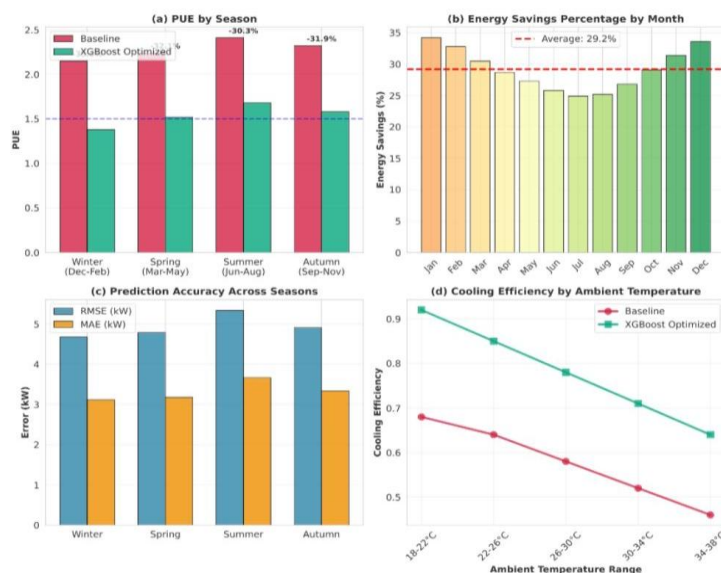 (a) PUE by Season
Baseline
XGBoost Optimized
-30.3%
-31.9%
PUE
2.5
2.0
1.5
1.0
0.5
0.0
Winter
(Dec-Feb)
Spring
(Mar-May)
Summer
(Jun-Aug)
Autumn
(Sep-Nov)
(b) Energy Savings Percentage by Month
Average: 29.2%
Energy Savings (%)
35
30
25
20
15
10
5
0
Jan
Feb
Mar
Apr
May
Jun
Jul
Aug
Sep
Oct
Nov
Dec
(c) Prediction Accuracy Across Seasons
RMSE (kW)
MAE (kW)
Error (kW)
5
4
3
2
1
0
Winter
Spring
Summer
Autumn
(d) Cooling Efficiency by Ambient Temperature
Baseline
XGBoost Optimized
Cooling Efficiency
0.9
0.8
0.7
0.6
0.5
18-22°C
22-26°C
26-30°C
30-34°C
34-38°C
Ambient Temperature Range